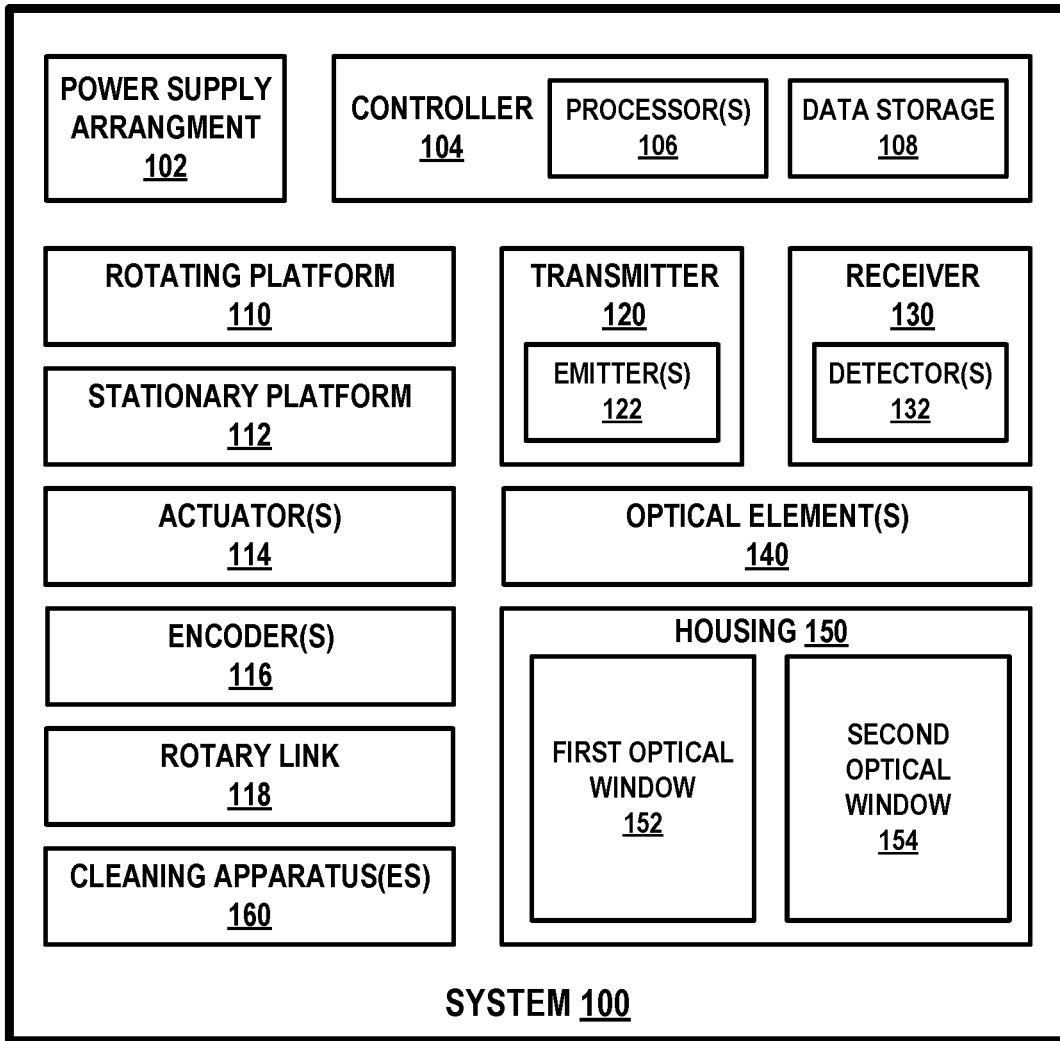 POWER SUPPLY
ARRANGMENT
102
CONTROLLER
104
PROCESSOR(S)
106
DATA STORAGE
108
ROTATING PLATFORM
110
STATIONARY PLATFORM
112
ACTUATOR(S)
114
ENCODER(S)
116
ROTARY LINK
118
CLEANING APPARATUS(ES)
160
TRANSMITTER
120
EMITTER(S)
122
RECEIVER
130
DETECTOR(S)
132
OPTICAL ELEMENT(S)
140
HOUSING 150
FIRST OPTICAL
WINDOW
152
SECOND
OPTICAL
WINDOW
154
SYSTEM 100